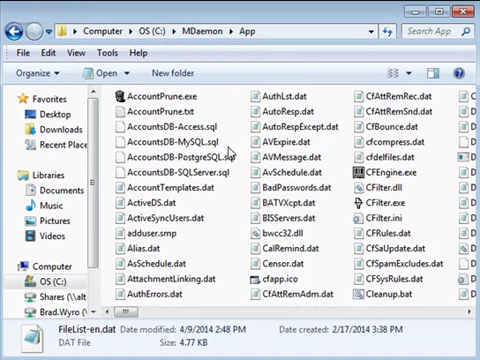 Computer ▸ OS (C:) ▸ MDaemon ▸ App
Search App
File Edit View Tools Help
Organize Open New folder
Favorites
Desktop
Downloads
Recent Place
Libraries
Documents
Music
Pictures
Videos
Computer
OS (C:)
Shares (\\alt
Brad.Wyro (\\
AccountPrune.exe
AccountPrune.txt
AccountsDB-Access.sql
AccountsDB-MySQL.sql
AccountsDB-PostgreSQL.sql
AccountsDB-SQLServer.sql
AccountTemplates.dat
ActiveDS.dat
ActiveSyncUsers.dat
adduser.smp
Alias.dat
AsSchedule.dat
AttachmentLinking.dat
AuthErrors.dat
AuthLst.dat
AutoResp.dat
AutoRespExcept.dat
AVExpire.dat
AVMessage.dat
AvSchedule.dat
BadPasswords.dat
BATVXcpt.dat
BISServers.dat
bwcc32.dll
CalRemind.dat
Censor.dat
cfapp.ico
CfAttRemAdm.dat
CfAttRemRec.dat
CfAttRemSnd.dat
CfBounce.dat
cfcompress.dat
cfdelfiles.dat
CFEngine.exe
CFilter.dll
CFilter.exe
CFilter.ini
CFRules.dat
CfSaUpdate.dat
CfSysRules.dat
Cleanup.bat
FileList-en.dat Date modified: 4/9/2014 2:48 PM Date created: 2/17/2014 3:38 PM
DAT File Size: 4.77 KB